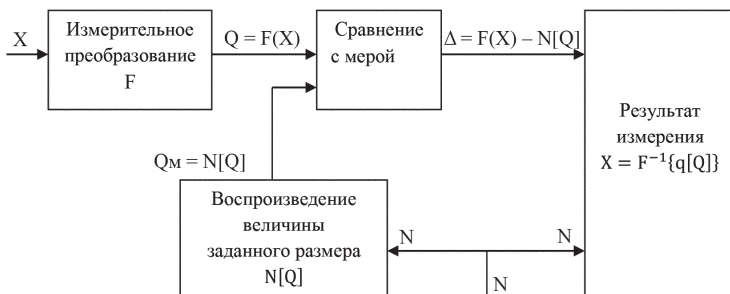 X
Измерительное
преобразование
F
Q = F(X)
Сравнение
с мерой
Δ = F(X) – N[Q]
Результат
измерения
X = F⁻¹{q[Q]}
Qм = N[Q]
Воспроизведение
величины
заданного размера
N[Q]
N
N
N